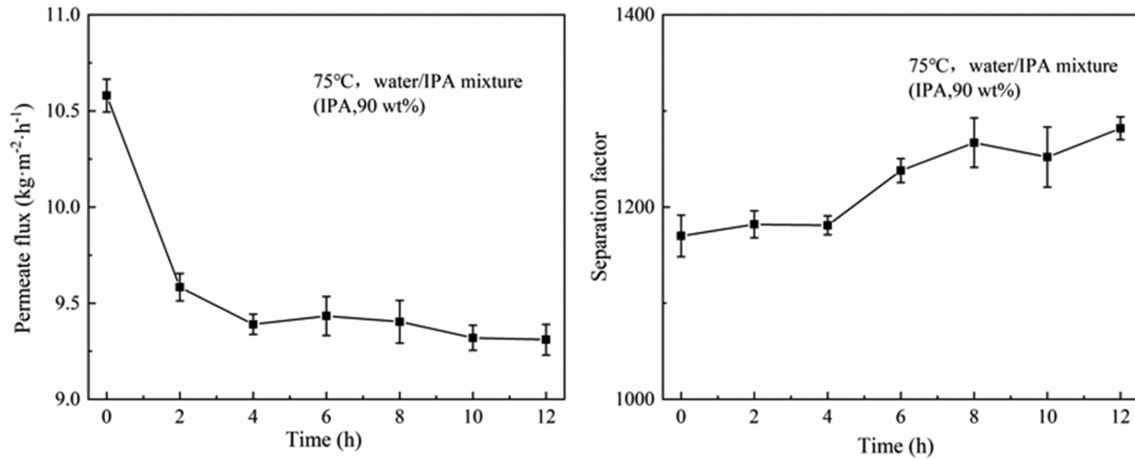 11.0
10.5
10.0
9.5
9.0
Permeate flux (kg·m⁻²·h⁻¹)
75℃, water/IPA mixture
(IPA,90 wt%)
0 2 4 6 8 10 12
Time (h)
1400
1200
1000
Separation factor
75℃, water/IPA mixture
(IPA,90 wt%)
0 2 4 6 8 10 12
Time (h)